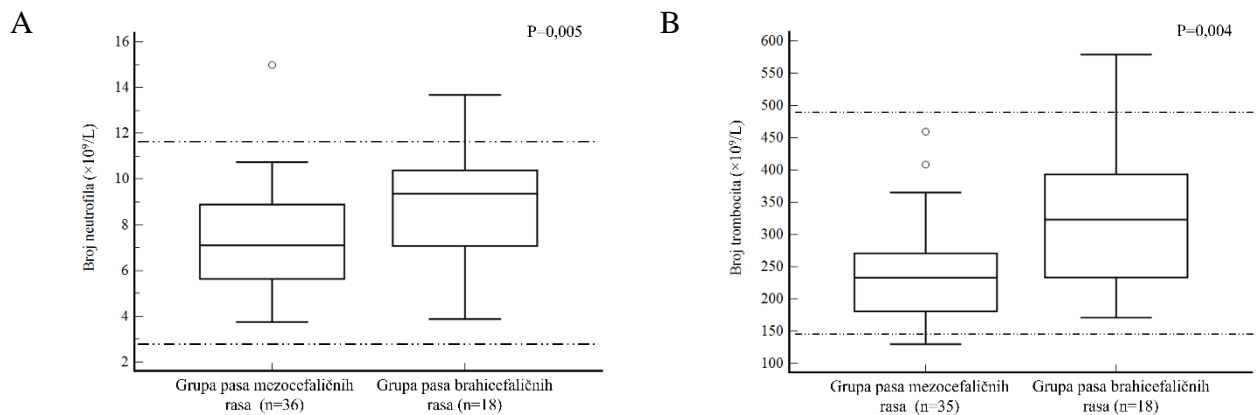 A
P=0,005
Broj neutrofila (×10⁹/L)
16
14
12
10
8
6
4
2
Grupa pasa mezocefaličnih
rasa (n=36)
Grupa pasa brahicefaličnih
rasa (n=18)
B
P=0,004
Broj trombocita (×10⁹/L)
600
550
500
450
400
350
300
250
200
150
100
Grupa pasa mezocefaličnih
rasa (n=35)
Grupa pasa brahicefaličnih
rasa (n=18)